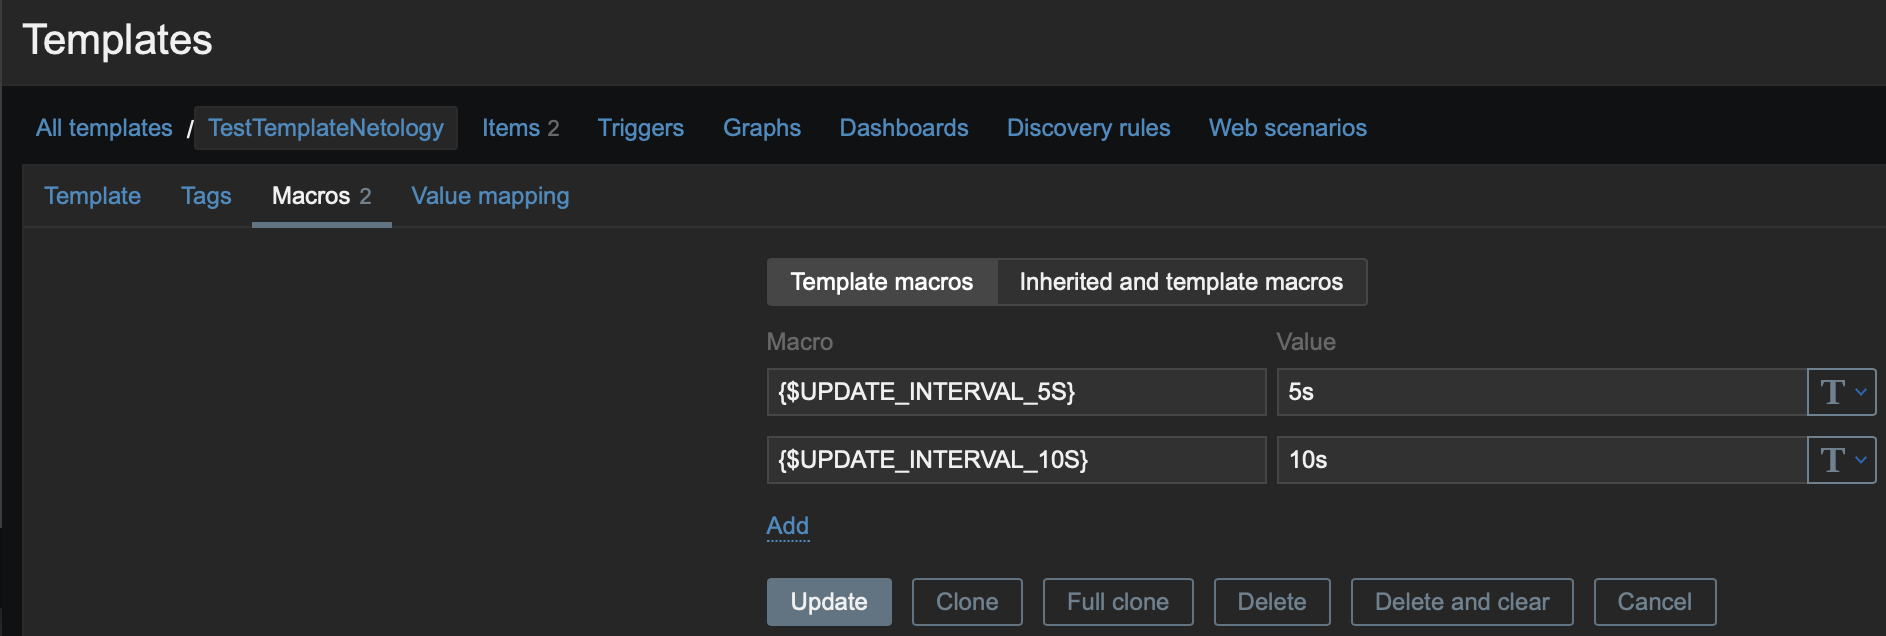 Templates
All templates / TestTemplateNetology Items 2 Triggers Graphs Dashboards Discovery rules Web scenarios
Template Tags Macros 2 Value mapping
Template macros Inherited and template macros
Macro Value
{$UPDATE_INTERVAL_5S} 5s T
{$UPDATE_INTERVAL_10S} 10s T
Add
Update Clone Full clone Delete Delete and clear Cancel